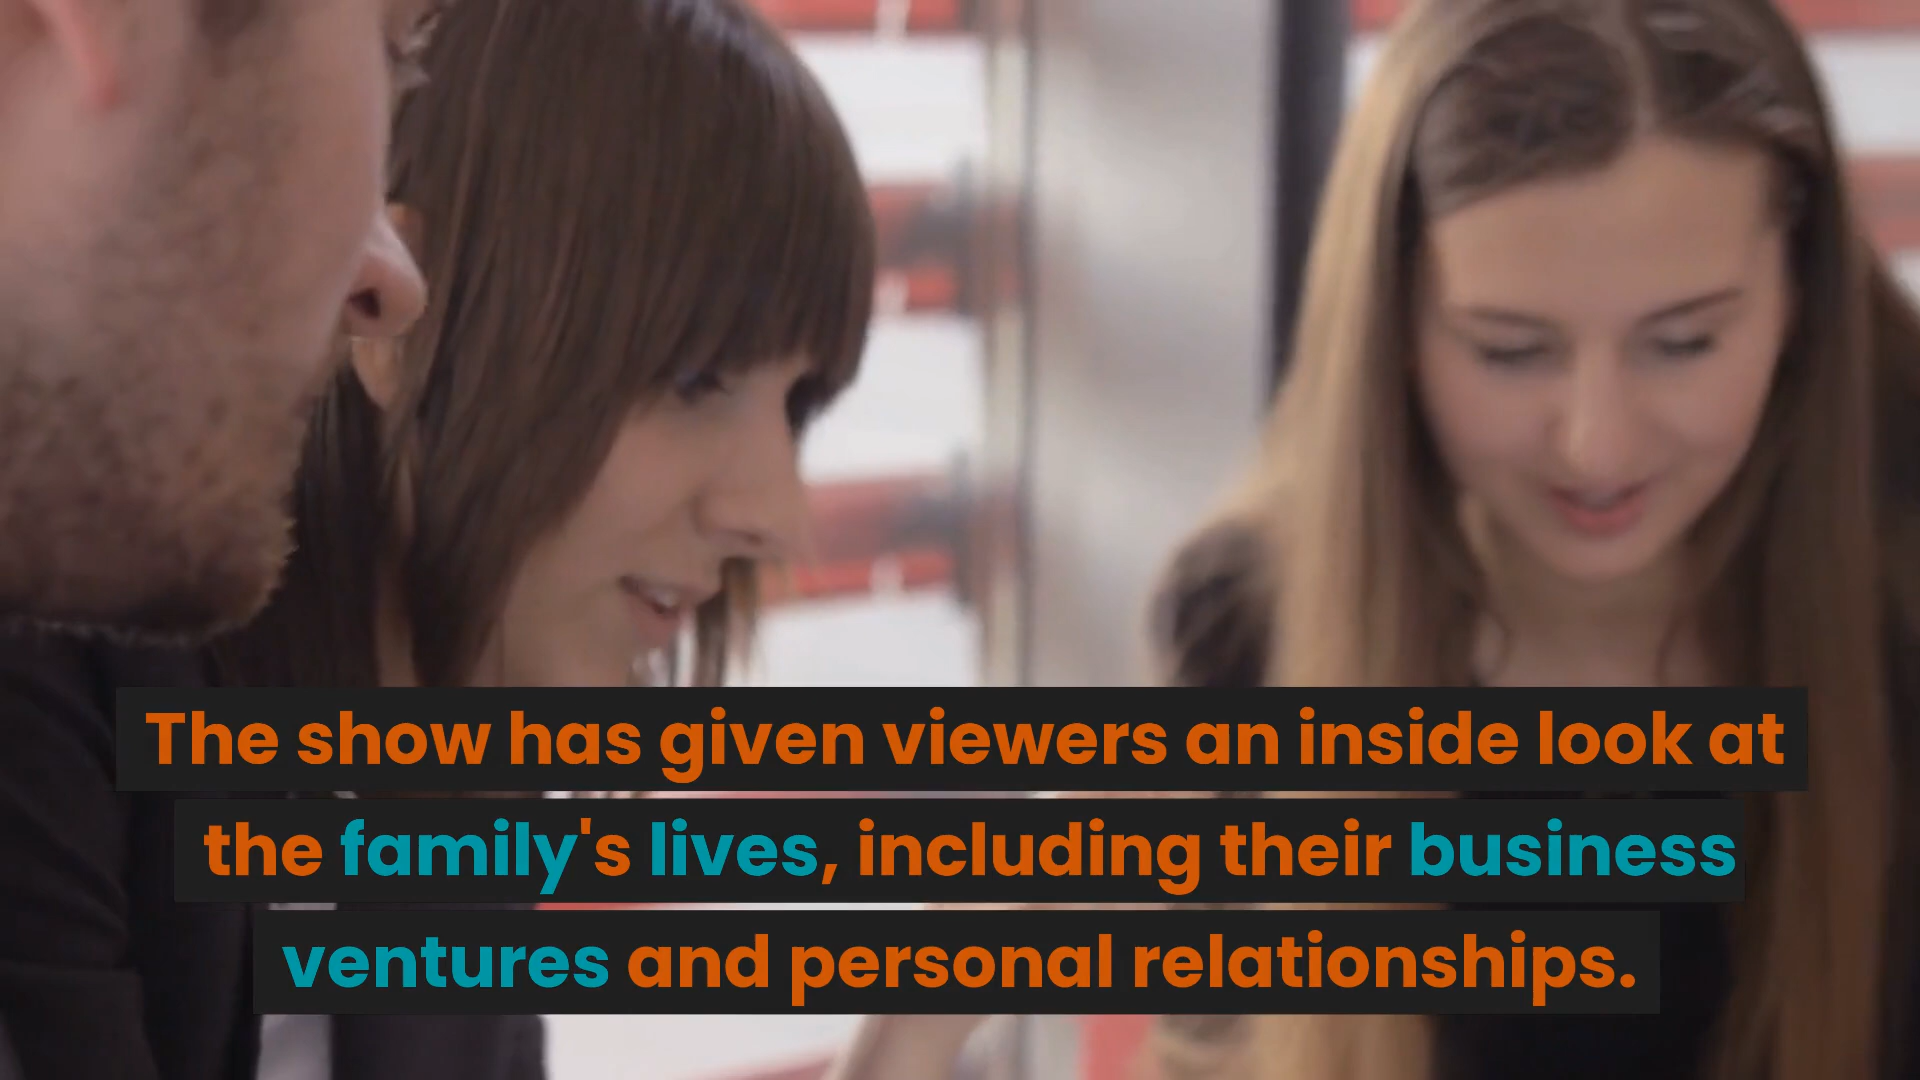 The show has given viewers an inside look at
the family's lives, including their business
ventures and personal relationships.